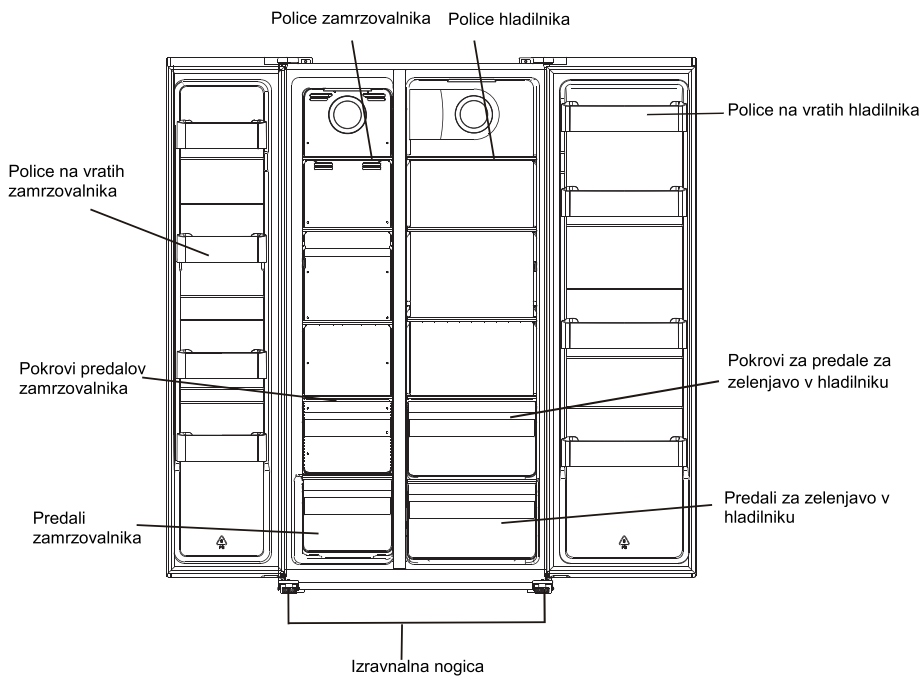 Police zamrzovalnika
Police hladilnika
Police na vratih hladilnika
Police na vratih
zamrzovalnika
Pokrovi predalov
zamrzovalnika
Pokrovi za predale za
zelenjavo v hladilniku
Predali
zamrzovalnika
Predali za zelenjavo v
hladilniku
Izravnalna nogica